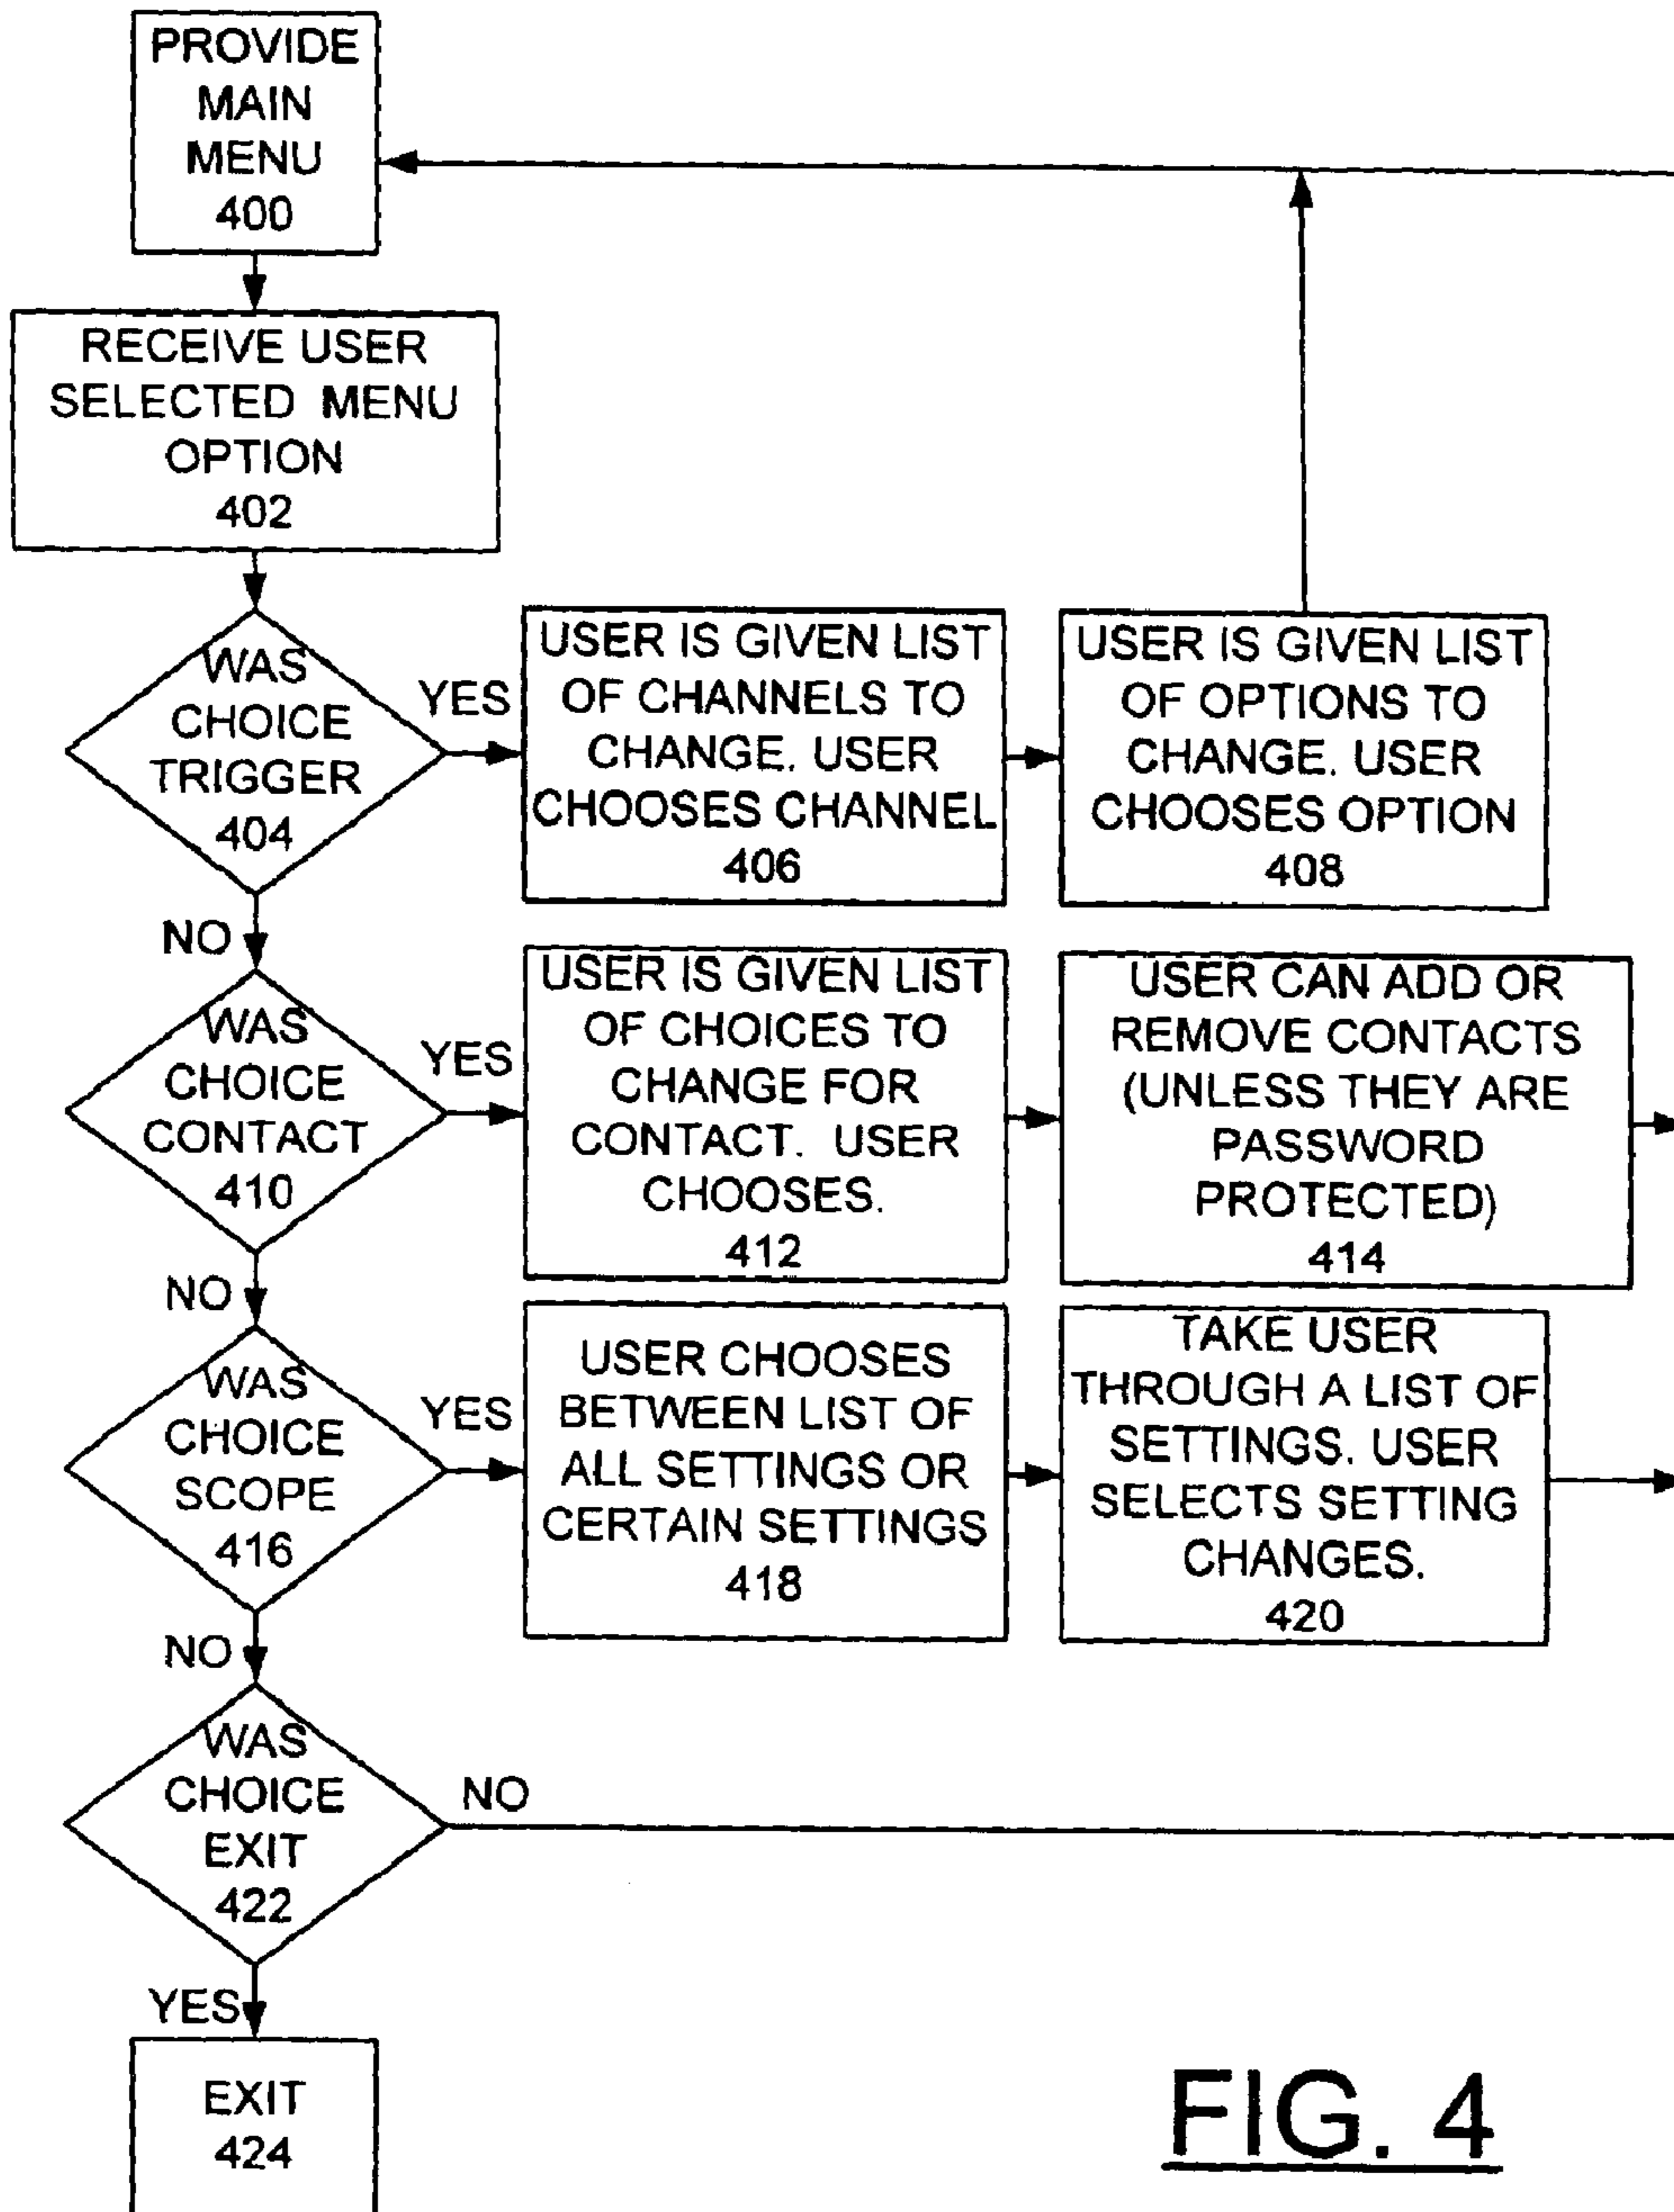 PROVIDE
MAIN
MENU
400
RECEIVE USER
SELECTED MENU
OPTION
402
WAS
CHOICE
TRIGGER
404
YES
USER IS GIVEN LIST
OF CHANNELS TO
CHANGE. USER
CHOOSES CHANNEL
406
USER IS GIVEN LIST
OF OPTIONS TO
CHANGE. USER
CHOOSES OPTION
408
NO
WAS
CHOICE
CONTACT
410
YES
USER IS GIVEN LIST
OF CHOICES TO
CHANGE FOR
CONTACT. USER
CHOOSES.
412
USER CAN ADD OR
REMOVE CONTACTS
(UNLESS THEY ARE
PASSWORD
PROTECTED)
414
NO
WAS
CHOICE
SCOPE
416
YES
USER CHOOSES
BETWEEN LIST OF
ALL SETTINGS OR
CERTAIN SETTINGS
418
TAKE USER
THROUGH A LIST OF
SETTINGS. USER
SELECTS SETTING
CHANGES.
420
NO
WAS
CHOICE
EXIT
422
NO
YES
EXIT
424
FIG. 4